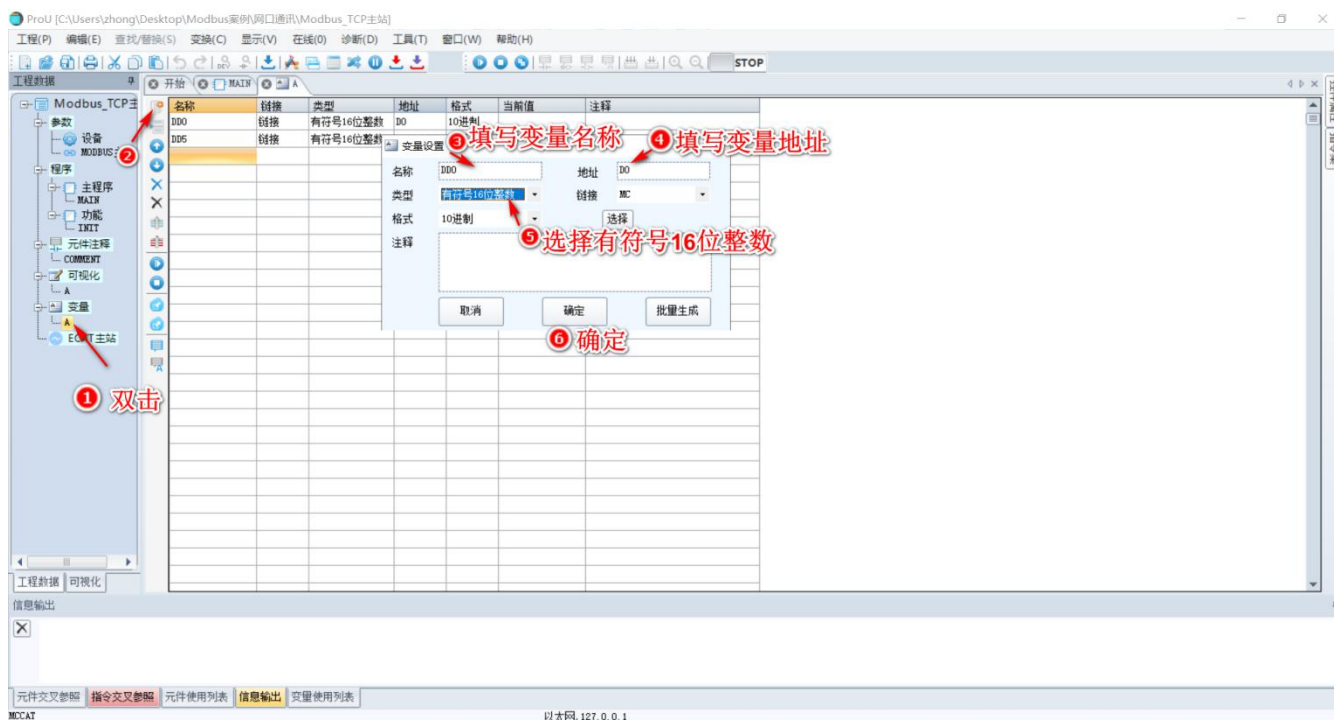 ProU [C:\Users\zhong\Desktop\Modbus案例\网口通讯\Modbus_TCP主站]
工程(P) 编辑(E) 查找/替换(S) 变换(C) 显示(V) 在线(O) 诊断(D) 工具(T) 窗口(W) 帮助(H)
STOP
工程数据
开始 MAIN A
Modbus_TCP主
参数
设备
MODBUS主
程序
主程序
MAIN
功能
INIT
元件注释
COMMENT
可视化
A
变量
A
ECAT主站
❶ 双击
❷
名称 链接 类型 地址 格式 当前值 注释
DD0 链接 有符号16位整数 D0 10进制
DD5 链接 有符号16位整数
变量设置
❸填写变量名称
❹填写变量地址
名称 DD0 地址 D0
类型 有符号16位整数 链接 MC
格式 10进制 选择
❺选择有符号16位整数
注释
取消 确定 批量生成
❻确定
工程数据 可视化
信息输出
元件交叉参照 指令交叉参照 元件使用列表 信息输出 变量使用列表
MCCAT 以太网, 127.0.0.1